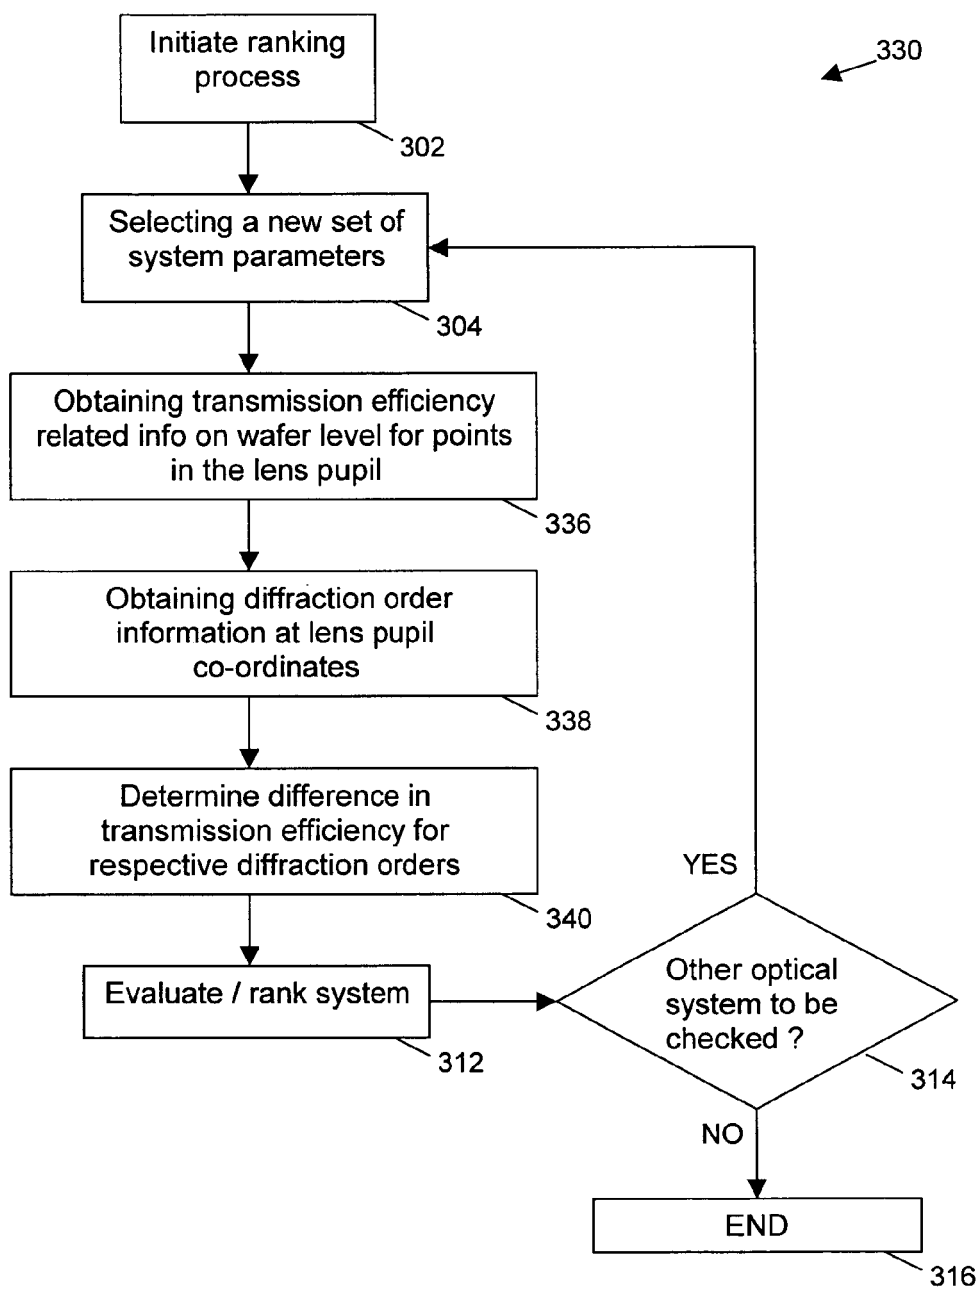 Initiate ranking
process
330
302
Selecting a new set of
system parameters
304
Obtaining transmission efficiency
related info on wafer level for points
in the lens pupil
336
Obtaining diffraction order
information at lens pupil
co-ordinates
338
Determine difference in
transmission efficiency for
respective diffraction orders
340
YES
Evaluate / rank system
312
Other optical
system to be
checked ?
314
NO
END
316